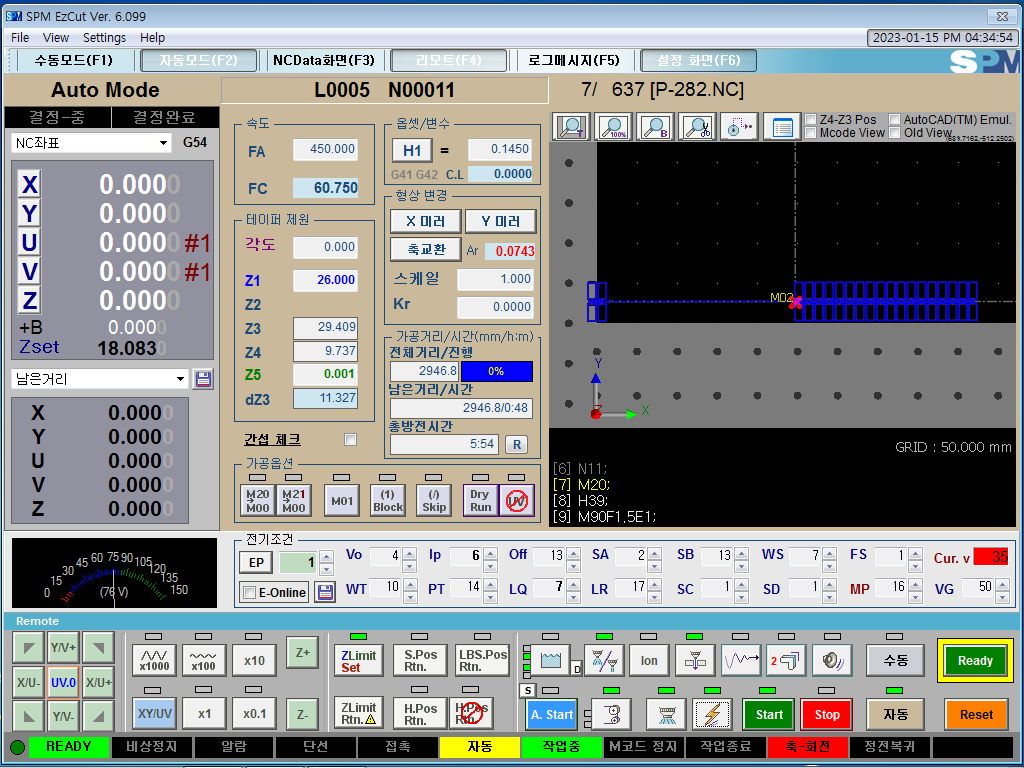 SPM SPM EzCut Ver. 6.099
File View Settings Help
2023-01-15 PM 04:34:54
수동모드(F1) 자동모드(F2) NCData화면(F3) 리모트(F4) 로그메시지(F5) 설정 화면(F6) SPM
Auto Mode
L0005 N00011
7/ 637 [P-282.NC]
결정-중 결정완료
NC좌표 G54
X 0.0000
Y 0.0000
U 0.0000 #1
V 0.0000 #1
Z 0.0000
+B 0.0000
Zset 18.0830
남은거리
X 0.0000
Y 0.0000
U 0.0000
V 0.0000
Z 0.0000
속도
FA 450.000
FC 60.750
테이퍼 제원
각도 0.000
Z1 26.000
Z2
Z3 29.409
Z4 9.737
Z5 0.001
dZ3 11.327
간섭 체크
옵셋/변수
H1 = 0.1450
G41 G42 C.L 0.0000
형상 변경
X 미러 Y 미러
축교환 Ar 0.0743
스케일 1.000
Kr 0.0000
가공거리/시간(mm/h:m)
전체거리/진행
2946.8 0%
남은거리/시간
2946.8/0:48
총방전시간
5:54 R
가공옵션
M20 M00
M21 M00
M01
(1) Block
(/) Skip
Dry Run
UV
T 100% B
Z4-Z3 Pos AutoCAD(TM) Emul.
Mcode View Old View
(689.7162,-512.2502)
M02
Y
Z X
GRID : 50.000 mm
[6] N11;
[7] M20;
[8] H39;
[9] M90F1.5E1;
0 15 30 45 60 75 90 105 120 135 150
(76 V)
전기조건
EP 1
E-Online
Vo 4 Ip 6 Off 13 SA 2 SB 13 WS 7 FS 1 Cur. v 35
WT 10 PT 14 LQ 7 LR 17 SC 1 SD 1 MP 16 VG 50
Remote
Y/V+
X/U- UV.0 X/U+
Y/V-
x1000 x100 x10 Z+
XY/UV x1 x0.1 Z-
ZLimit Set
S.Pos Rtn.
LBS.Pos Rtn.
ZLimit Rtn.
H.Pos Rtn.
H.Pos Rtn.
D Ion 2 수동 Ready
S A. Start Start Stop 자동 Reset
READY 비상정지 알람 단선 접촉 자동 작업중 M코드 정지 작업종료 축-회전 정전복귀